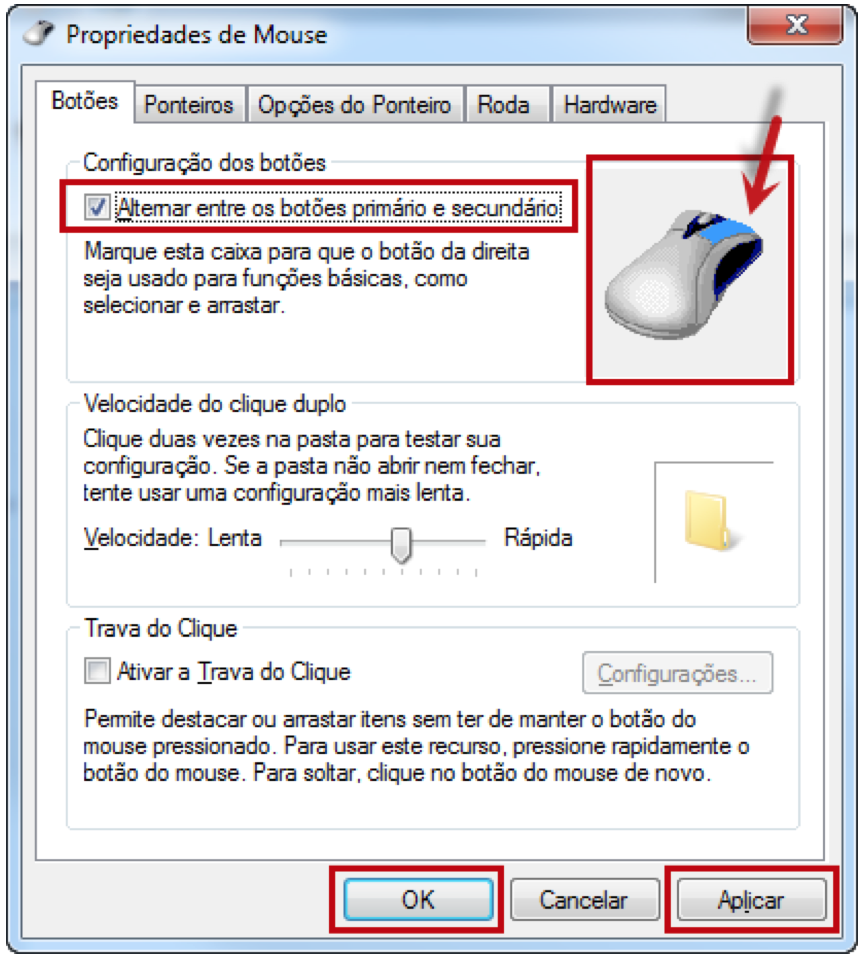 Propriedades de Mouse
Botões
Ponteiros
Opções do Ponteiro
Roda
Hardware
Configuração dos botões
Alternar entre os botões primário e secundário
Marque esta caixa para que o botão da direita
seja usado para funções básicas, como
selecionar e arrastar.
Velocidade do clique duplo
Clique duas vezes na pasta para testar sua
configuração. Se a pasta não abrir nem fechar,
tente usar uma configuração mais lenta.
Velocidade: Lenta Rápida
Trava do Clique
Ativar a Trava do Clique
Configurações...
Permite destacar ou arrastar itens sem ter de manter o botão do
mouse pressionado. Para usar este recurso, pressione rapidamente o
botão do mouse. Para soltar, clique no botão do mouse de novo.
OK
Cancelar
Aplicar